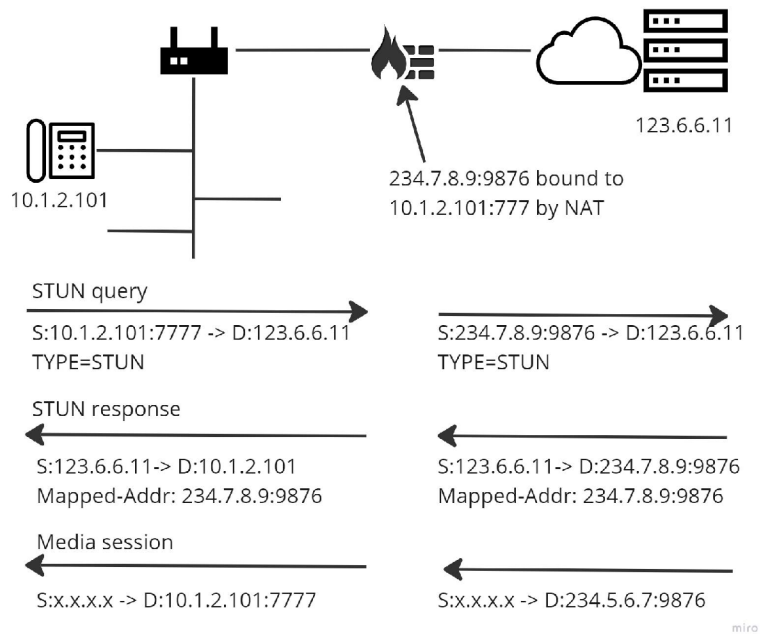 123.6.6.11
10.1.2.101
234.7.8.9:9876 bound to
10.1.2.101:777 by NAT
STUN query
S:10.1.2.101:7777 -> D:123.6.6.11
TYPE=STUN
S:234.7.8.9:9876 -> D:123.6.6.11
TYPE=STUN
STUN response
S:123.6.6.11-> D:10.1.2.101
Mapped-Addr: 234.7.8.9:9876
S:123.6.6.11-> D:234.7.8.9:9876
Mapped-Addr: 234.7.8.9:9876
Media session
S:x.x.x.x -> D:10.1.2.101:7777
S:x.x.x.x -> D:234.5.6.7:9876
miro